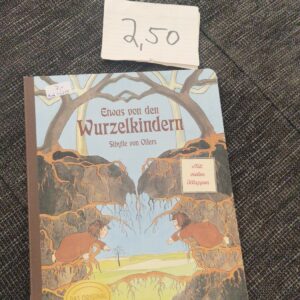 2,50
Etwas von den
Wurzelkindern
Sibylle von Olfers
Mit
vielen
Klappen